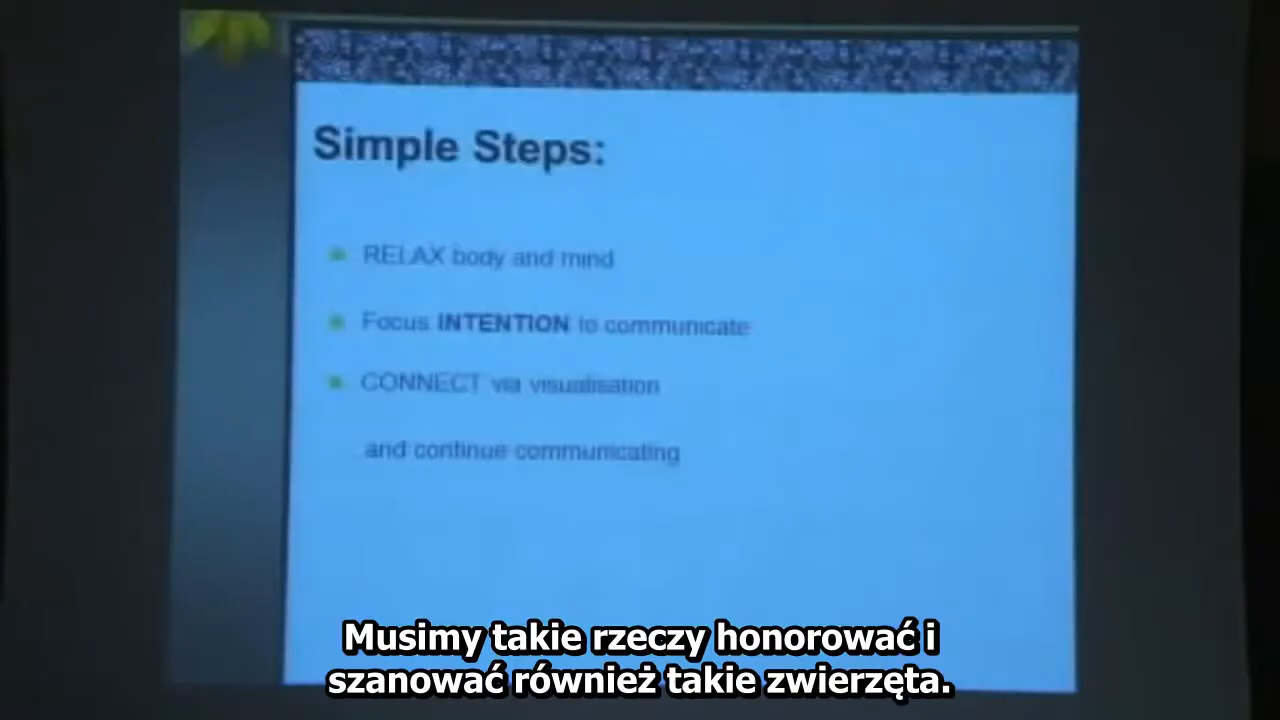 Simple Steps:
RELAX body and mind
Focus INTENTION to communicate
CONNECT via visualisation
and continue communicating
Musimy takie rzeczy honorować i
szanować również takie zwierzęta.